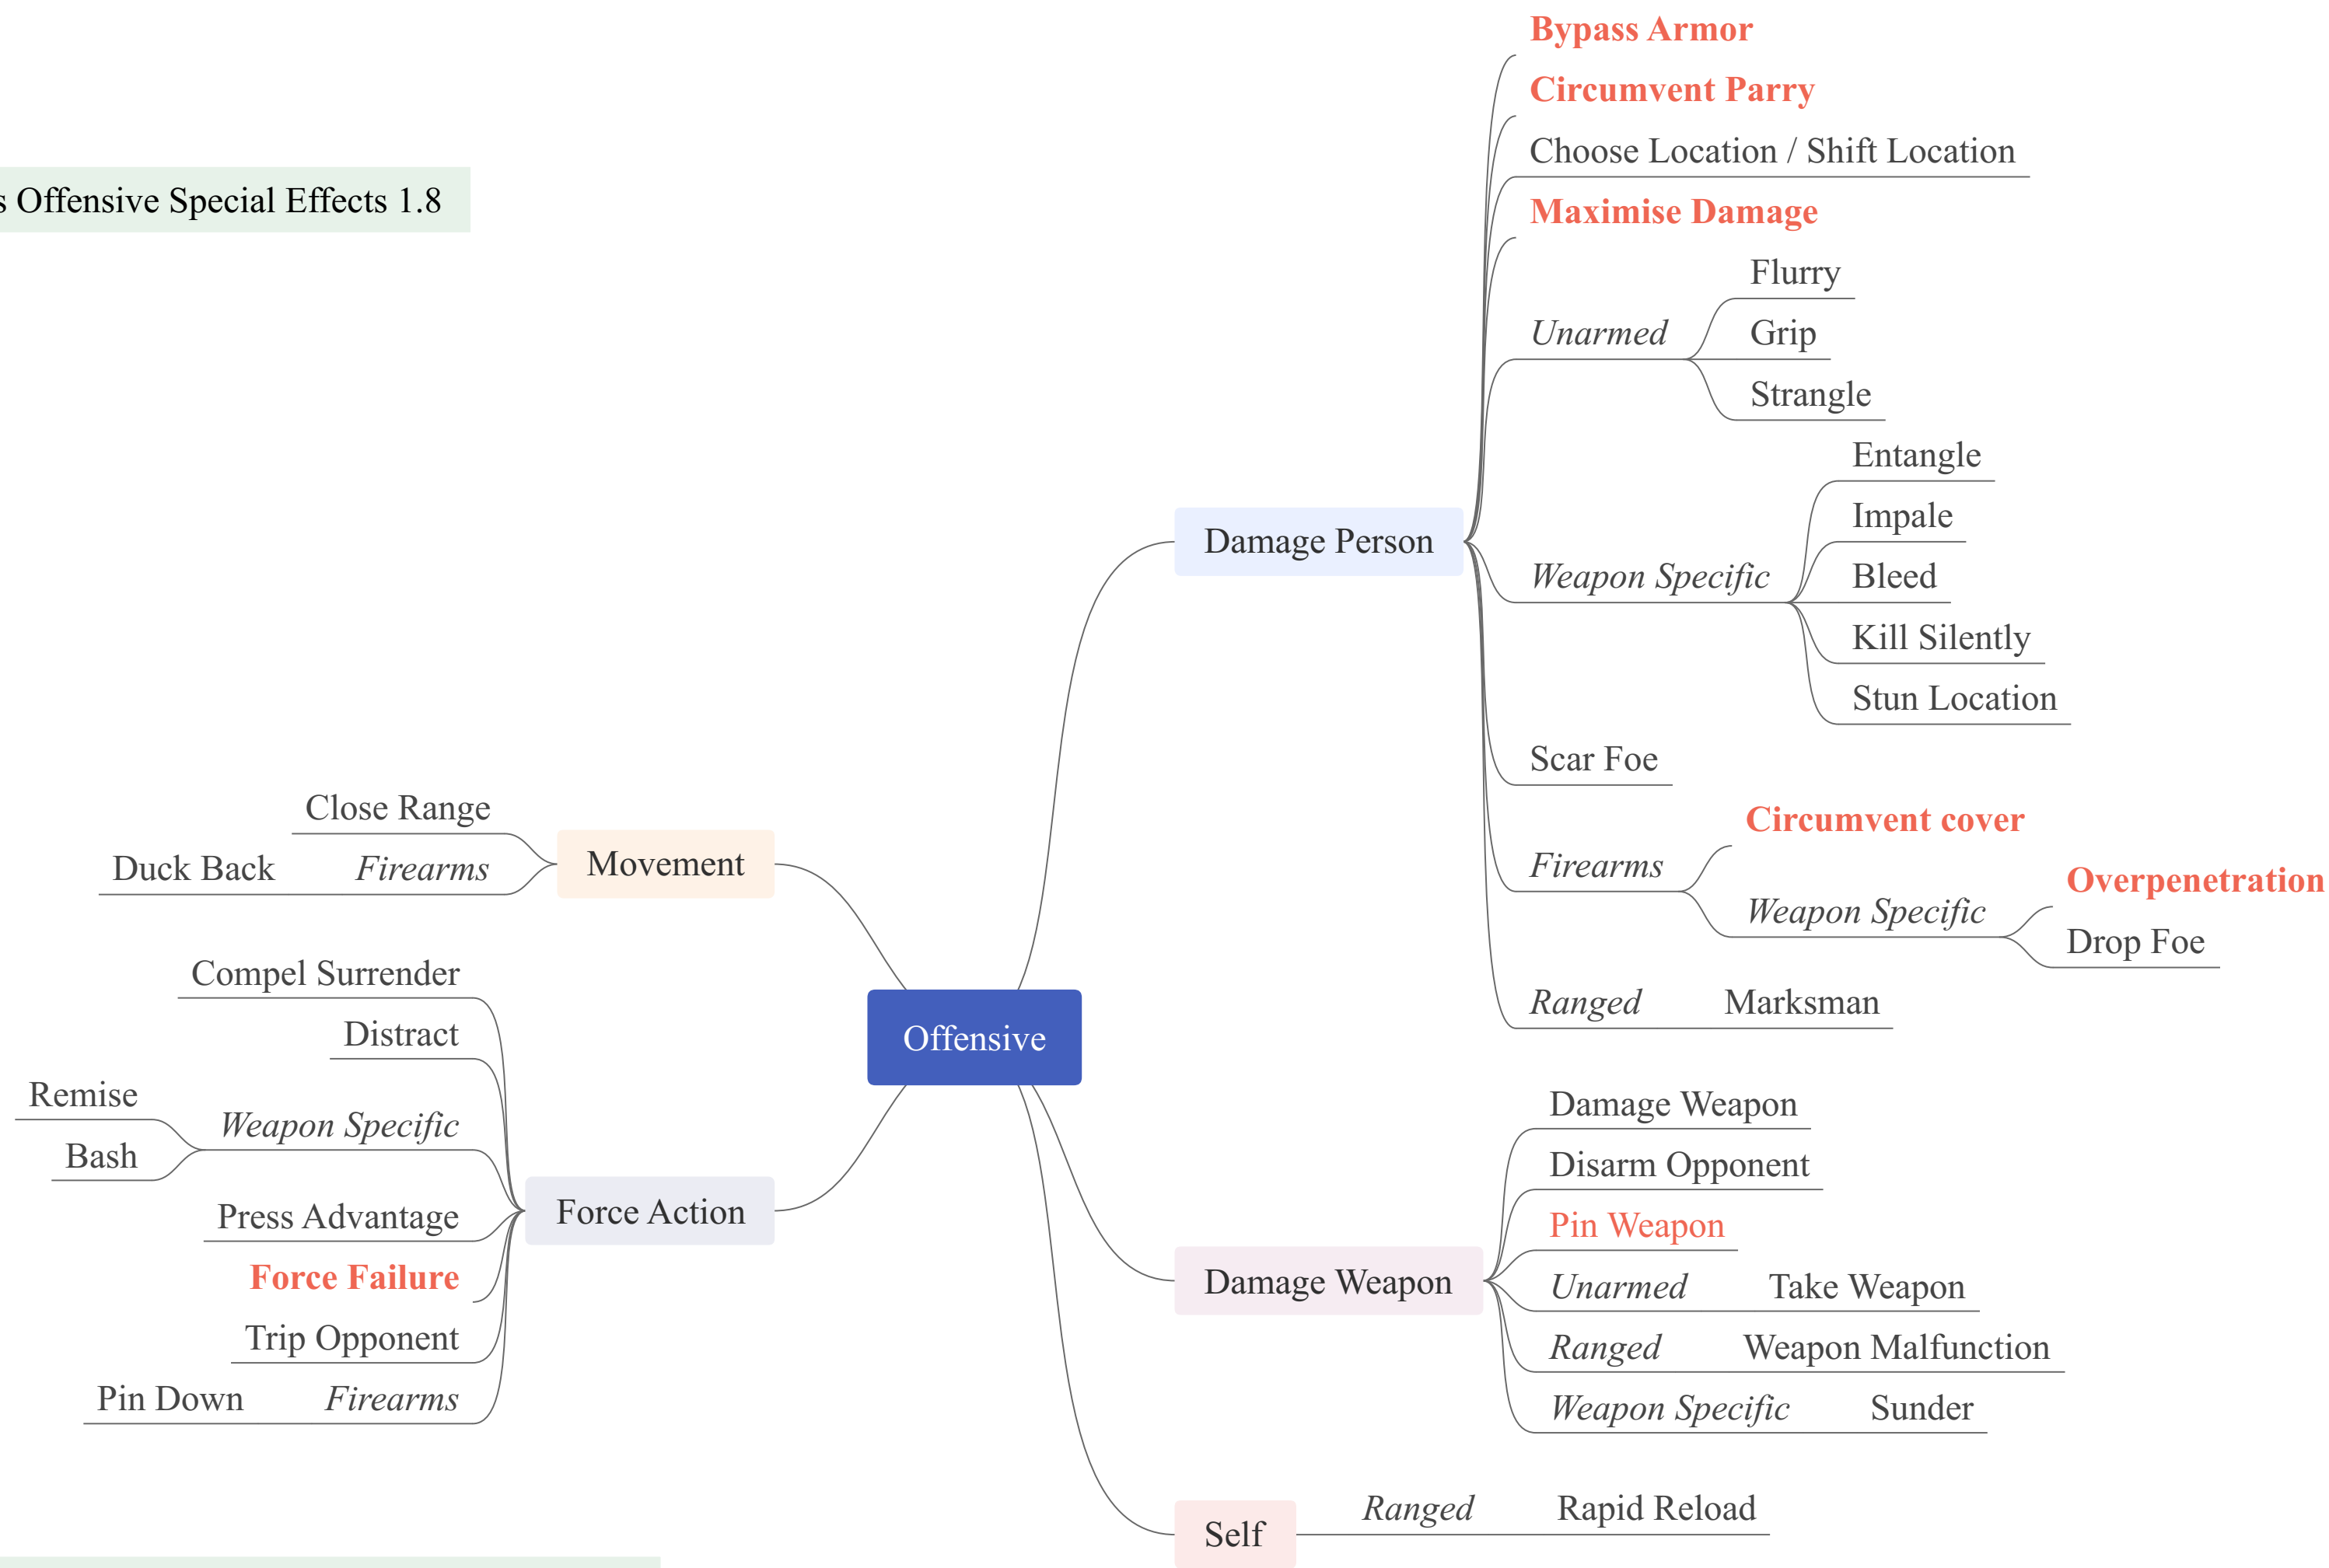 s Offensive Special Effects 1.8
Offensive
Damage Person
Bypass Armor
Circumvent Parry
Choose Location / Shift Location
Maximise Damage
Unarmed
Flurry
Grip
Strangle
Weapon Specific
Entangle
Impale
Bleed
Kill Silently
Stun Location
Scar Foe
Firearms
Circumvent cover
Weapon Specific
Overpenetration
Drop Foe
Ranged
Marksman
Damage Weapon
Damage Weapon
Disarm Opponent
Pin Weapon
Unarmed
Take Weapon
Ranged
Weapon Malfunction
Weapon Specific
Sunder
Self
Ranged
Rapid Reload
Movement
Close Range
Firearms
Duck Back
Force Action
Compel Surrender
Distract
Weapon Specific
Remise
Bash
Press Advantage
Force Failure
Trip Opponent
Firearms
Pin Down